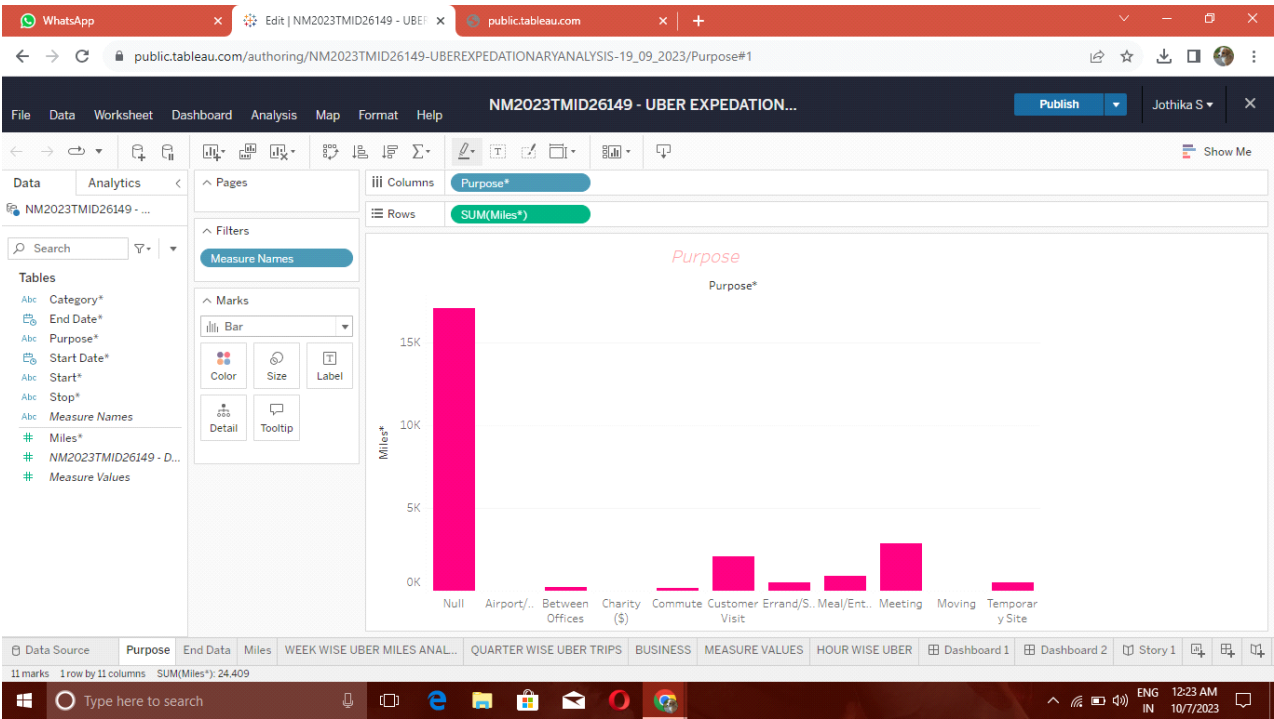 WhatsApp
Edit | NM2023TMID26149 - UBER
public.tableau.com
public.tableau.com/authoring/NM2023TMID26149-UBEREXPEDATIONARYANALYSIS-19_09_2023/Purpose#1
NM2023TMID26149 - UBER EXPEDATION...
Publish
Jothika S
File Data Worksheet Dashboard Analysis Map Format Help
Show Me
Data Analytics
Pages
Columns Purpose*
NM2023TMID26149 - ...
Rows SUM(Miles*)
Filters
Search
Measure Names
Purpose
Tables
Purpose*
Abc Category*
Marks
End Date*
Bar
Abc Purpose*
Start Date*
Abc Start*
Color Size Label
Abc Stop*
Abc Measure Names
Detail Tooltip
# Miles*
# NM2023TMID26149 - D...
# Measure Values
15K
10K
Miles*
5K
0K
Null Airport/.. Between Offices Charity ($) Commute Customer Visit Errand/S.. Meal/Ent.. Meeting Moving Temporary Site
Data Source Purpose End Data Miles WEEK WISE UBER MILES ANAL... QUARTER WISE UBER TRIPS BUSINESS MEASURE VALUES HOUR WISE UBER Dashboard 1 Dashboard 2 Story 1
11 marks 1 row by 11 columns SUM(Miles*): 24,409
Type here to search
ENG 12:23 AM
IN 10/7/2023